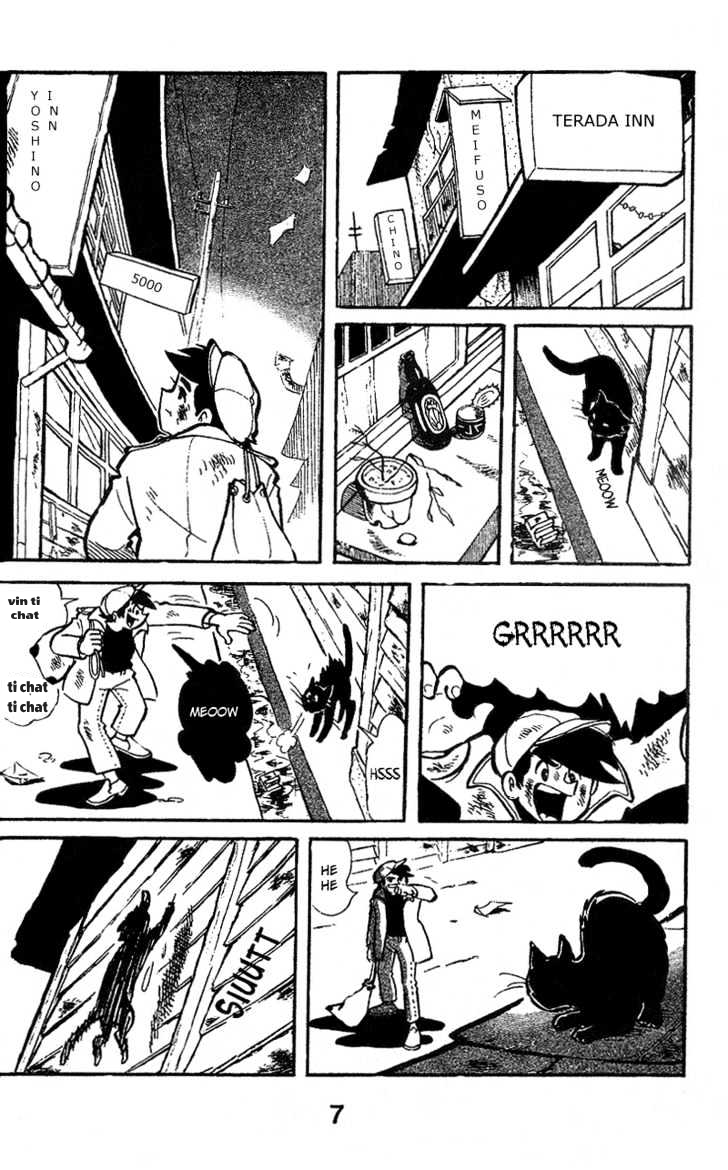 TERADA INN
MEIFUSO
CHINO
YOSHINO
INN
5000
MEOOW
GRRRRRR
HSSS
MEOOW
vin ti
chat
ti chat
ti chat
HE
HE
SIUUTT
7